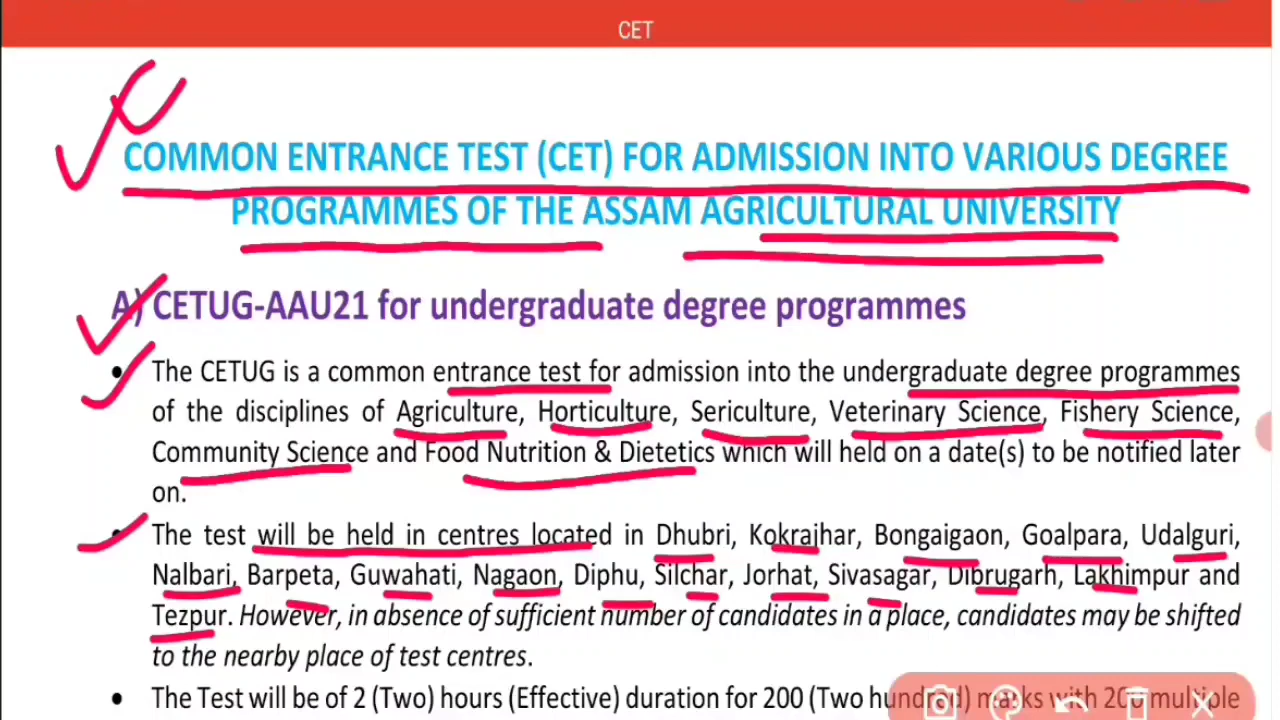 CET
COMMON ENTRANCE TEST (CET) FOR ADMISSION INTO VARIOUS DEGREE
PROGRAMMES OF THE ASSAM AGRICULTURAL UNIVERSITY
A) CETUG-AAU21 for undergraduate degree programmes
• The CETUG is a common entrance test for admission into the undergraduate degree programmes
of the disciplines of Agriculture, Horticulture, Sericulture, Veterinary Science, Fishery Science,
Community Science and Food Nutrition & Dietetics which will held on a date(s) to be notified later
on.
• The test will be held in centres located in Dhubri, Kokrajhar, Bongaigaon, Goalpara, Udalguri,
Nalbari, Barpeta, Guwahati, Nagaon, Diphu, Silchar, Jorhat, Sivasagar, Dibrugarh, Lakhimpur and
Tezpur. However, in absence of sufficient number of candidates in a place, candidates may be shifted
to the nearby place of test centres.
• The Test will be of 2 (Two) hours (Effective) duration for 200 (Two hundred) marks with 200 multiple